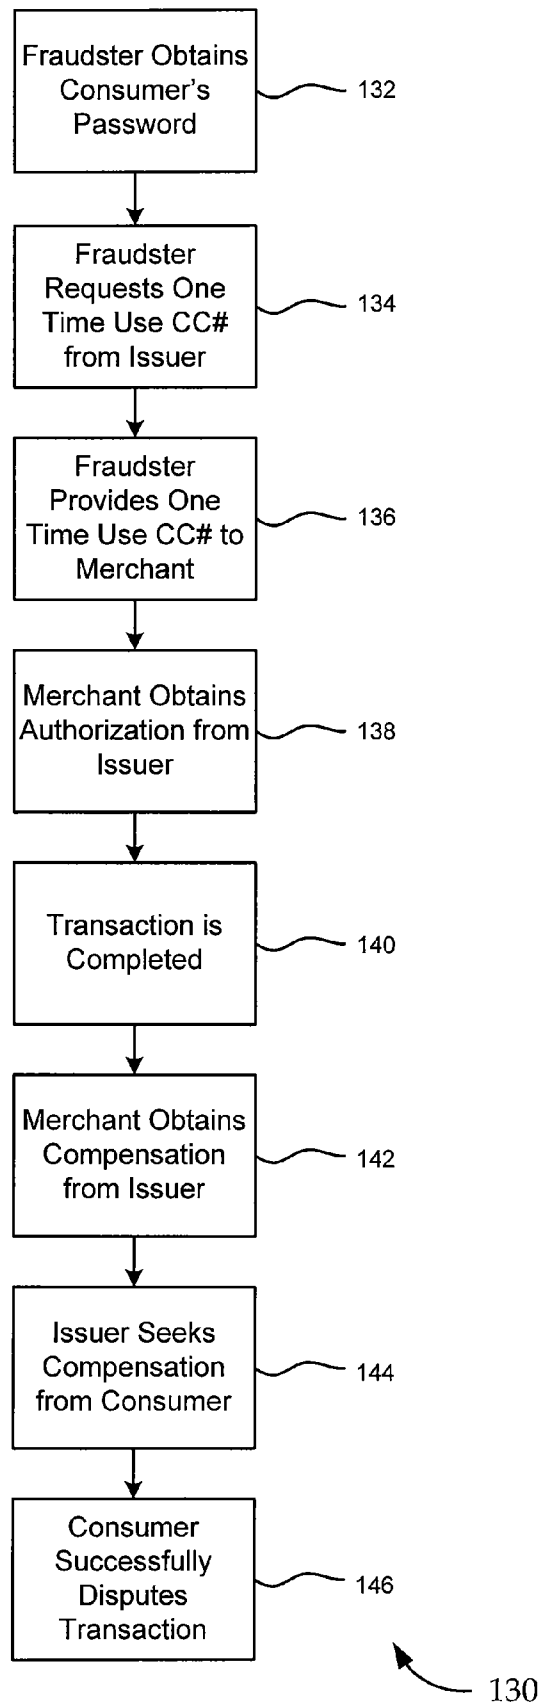 Fraudster Obtains
Consumer's
Password
132
Fraudster
Requests One
Time Use CC#
from Issuer
134
Fraudster
Provides One
Time Use CC# to
Merchant
136
Merchant Obtains
Authorization from
Issuer
138
Transaction is
Completed
140
Merchant Obtains
Compensation
from Issuer
142
Issuer Seeks
Compensation
from Consumer
144
Consumer
Successfully
Disputes
Transaction
146
130